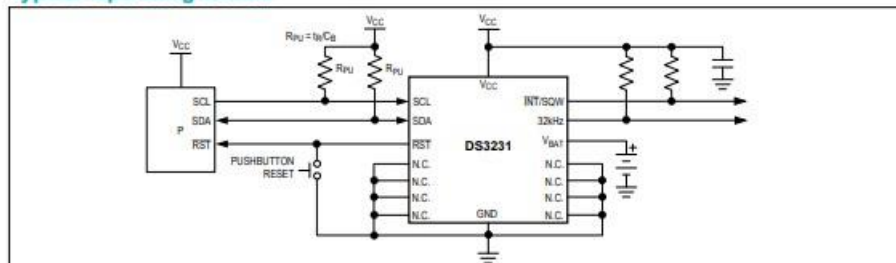 VCC
RPU = tR/CB
VCC
VCC
RPU
RPU
VCC
SCL
SCL
INT/SQW
SDA
SDA
32kHz
P
DS3231
VBAT
RST
RST
PUSHBUTTON
RESET
N.C.
N.C.
N.C.
N.C.
N.C.
N.C.
N.C.
N.C.
GND